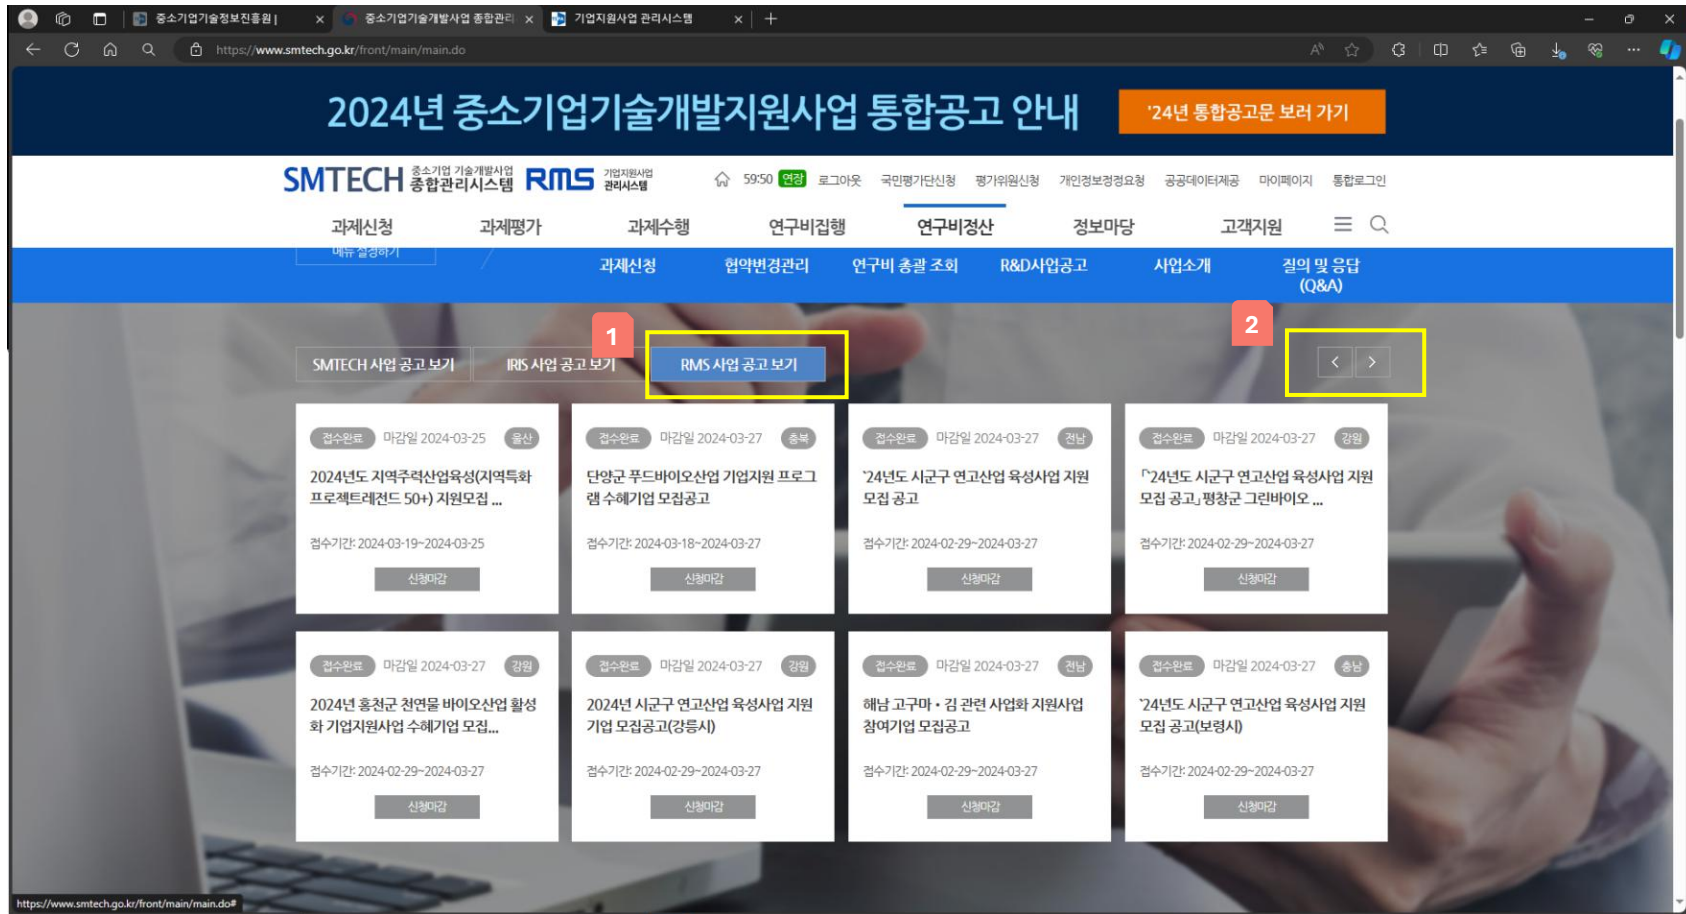 중소기업기술정보진흥원 |
중소기업기술개발사업 종합관리
기업지원사업 관리시스템
https://www.smtech.go.kr/front/main/main.do
2024년 중소기업기술개발지원사업 통합공고 안내
'24년 통합공고문 보러 가기
SMTECH 중소기업 기술개발사업 종합관리시스템 RMS 기업지원사업 관리시스템
59:50 연장 로그아웃 국민평가단신청 평가위원신청 개인정보정정요청 공공데이터제공 마이페이지 통합로그인
과제신청 과제평가 과제수행 연구비집행 연구비정산 정보마당 고객지원
메뉴 설정하기
과제신청 협약변경관리 연구비 총괄 조회 R&D사업공고 사업소개 질의 및 응답
(Q&A)
1
2
SMTECH 사업 공고 보기 IRIS 사업 공고 보기 RMS 사업 공고 보기
< >
접수완료 마감일 2024-03-25 울산
2024년도 지역주력산업육성(지역특화
프로젝트레전드 50+) 지원모집 ...
접수기간: 2024-03-19~2024-03-25
신청마감
접수완료 마감일 2024-03-27 충북
단양군 푸드바이오산업 기업지원 프로그
램 수혜기업 모집공고
접수기간: 2024-03-18~2024-03-27
신청마감
접수완료 마감일 2024-03-27 전남
`24년도 시군구 연고산업 육성사업 지원
모집 공고
접수기간: 2024-02-29~2024-03-27
신청마감
접수완료 마감일 2024-03-27 강원
「`24년도 시군구 연고산업 육성사업 지원
모집 공고」 평창군 그린바이오 ...
접수기간: 2024-02-29~2024-03-27
신청마감
접수완료 마감일 2024-03-27 강원
2024년 홍천군 천연물 바이오산업 활성
화 기업지원사업 수혜기업 모집...
접수기간: 2024-02-29~2024-03-27
신청마감
접수완료 마감일 2024-03-27 강원
2024년 시군구 연고산업 육성사업 지원
기업 모집공고(강릉시)
접수기간: 2024-02-29~2024-03-27
신청마감
접수완료 마감일 2024-03-27 전남
해남 고구마·김 관련 사업화 지원사업
참여기업 모집공고
접수기간: 2024-02-29~2024-03-27
신청마감
접수완료 마감일 2024-03-27 충남
`24년도 시군구 연고산업 육성사업 지원
모집 공고(보령시)
접수기간: 2024-02-29~2024-03-27
신청마감
https://www.smtech.go.kr/front/main/main.do#